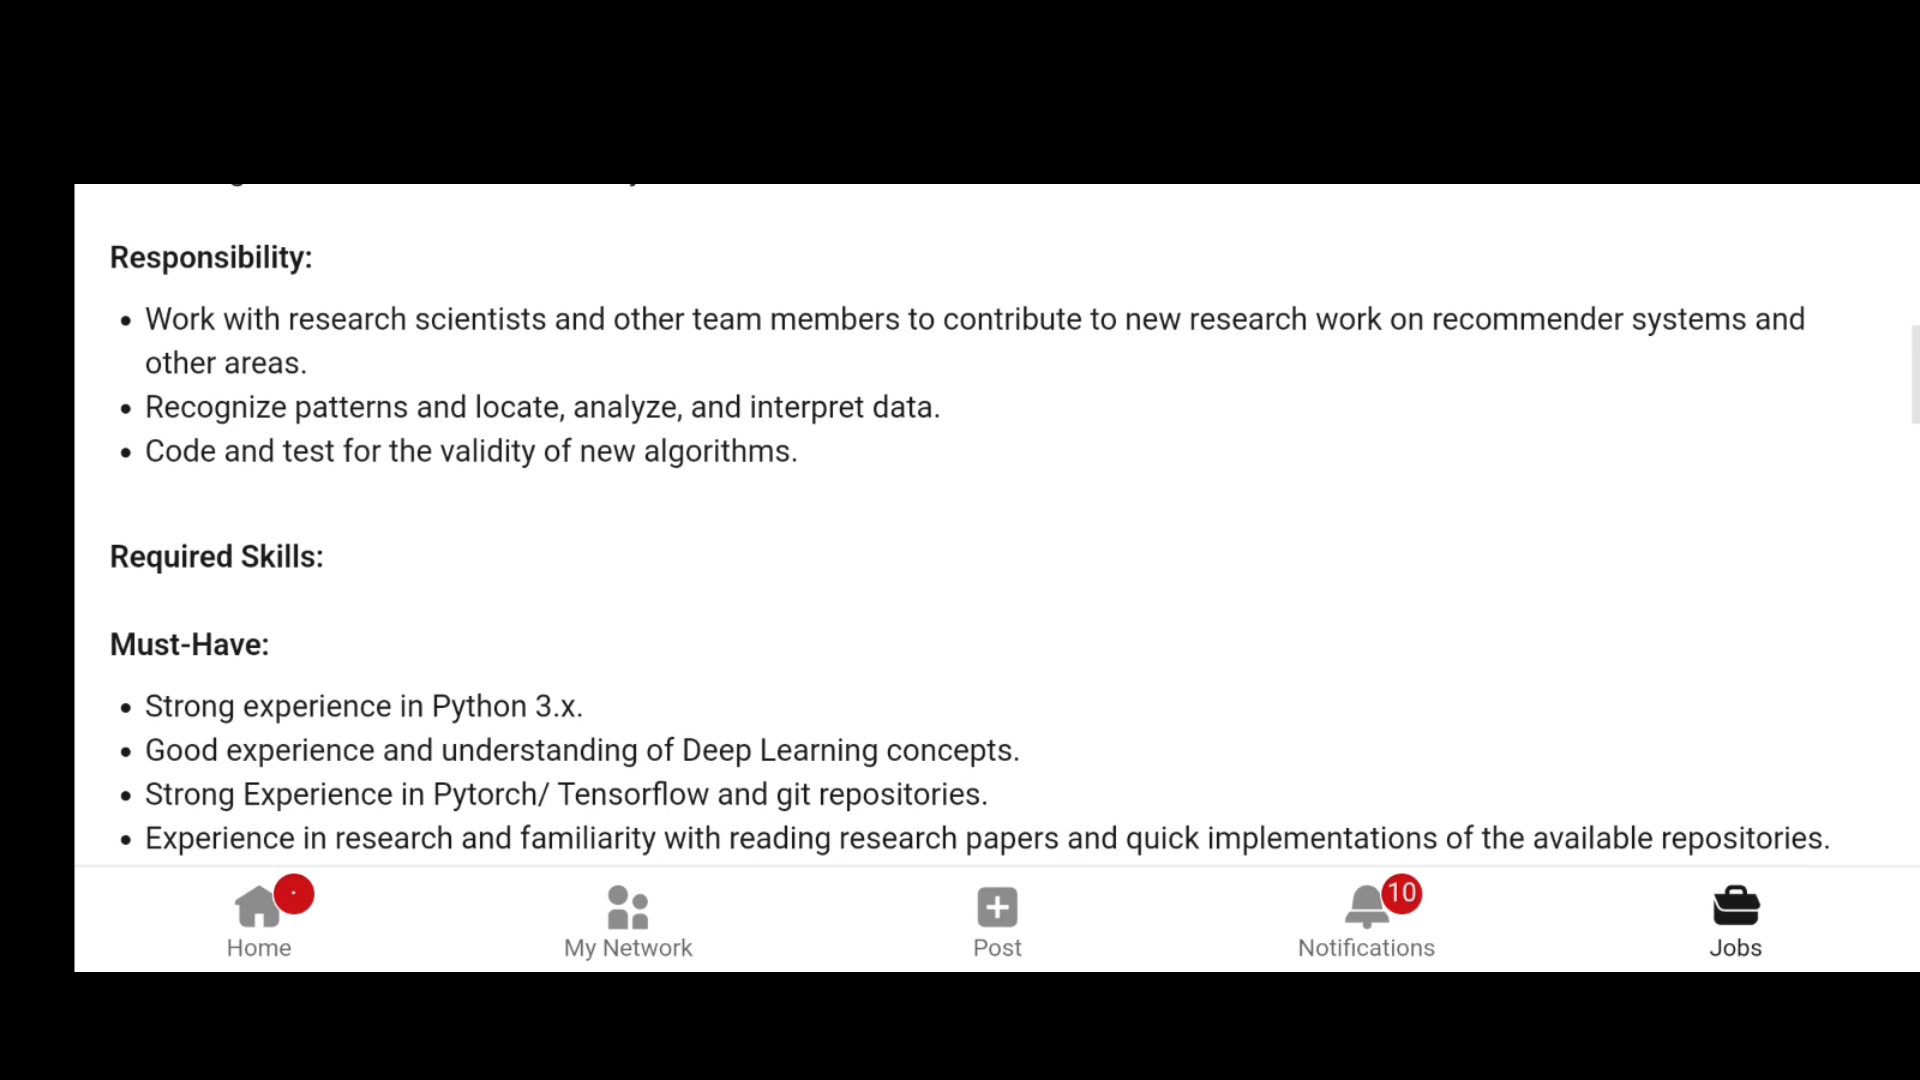 Responsibility:
• Work with research scientists and other team members to contribute to new research work on recommender systems and
other areas.
• Recognize patterns and locate, analyze, and interpret data.
• Code and test for the validity of new algorithms.
Required Skills:
Must-Have:
• Strong experience in Python 3.x.
• Good experience and understanding of Deep Learning concepts.
• Strong Experience in Pytorch/ Tensorflow and git repositories.
• Experience in research and familiarity with reading research papers and quick implementations of the available repositories.
10
Home My Network Post Notifications Jobs